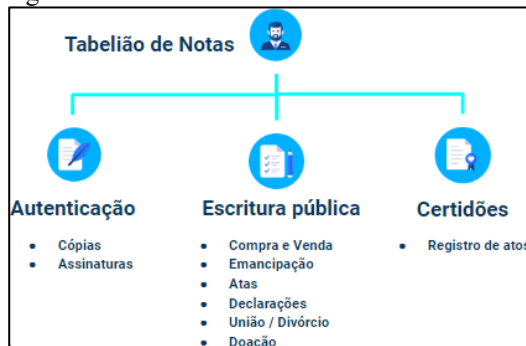 Tabelião de Notas
Autenticação
• Cópias
• Assinaturas
Escritura pública
• Compra e Venda
• Emancipação
• Atas
• Declarações
• União / Divórcio
• Doação
Certidões
• Registro de atos